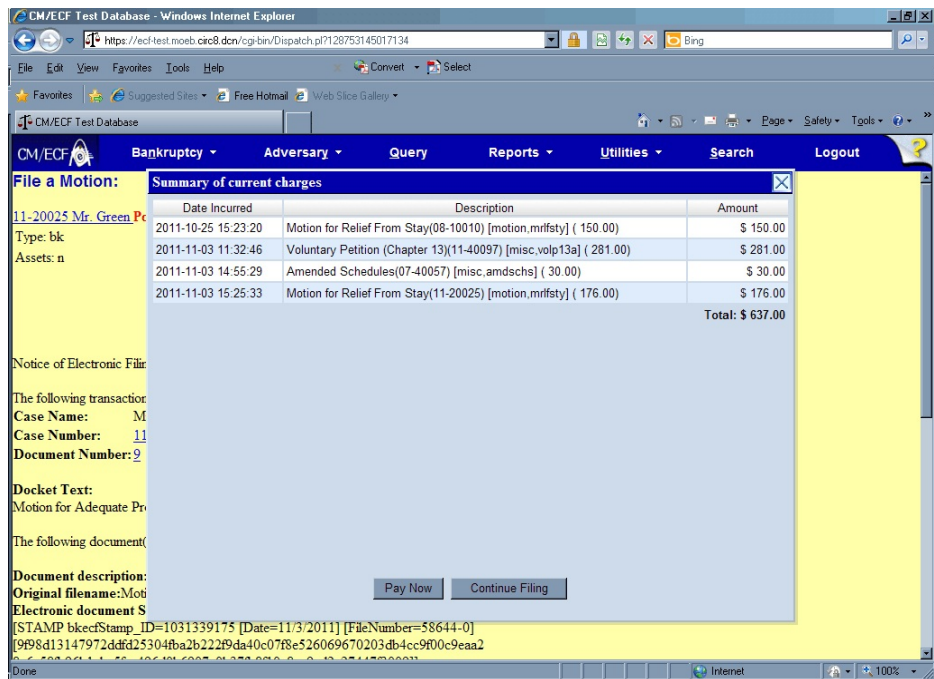 CM/ECF Test Database - Windows Internet Explorer
https://ecf-test.moeb.circ8.dcn/cgi-bin/Dispatch.pl?128753145017134
Bing
File Edit View Favorites Tools Help
Convert Select
Favorites Suggested Sites Free Hotmail Web Slice Gallery
CM/ECF Test Database
Page Safety Tools
CM/ECF Bankruptcy Adversary Query Reports Utilities Search Logout ?
File a Motion:
Summary of current charges
11-20025 Mr. Green
Type: bk
Assets: n
Date Incurred Description Amount
2011-10-25 15:23:20 Motion for Relief From Stay(08-10010) [motion,mrlfsty] ( 150.00) $ 150.00
2011-11-03 11:32:46 Voluntary Petition (Chapter 13)(11-40097) [misc,volp13a] ( 281.00) $ 281.00
2011-11-03 14:55:29 Amended Schedules(07-40057) [misc,amdschs] ( 30.00) $ 30.00
2011-11-03 15:25:33 Motion for Relief From Stay(11-20025) [motion,mrlfsty] ( 176.00) $ 176.00
Total: $ 637.00
Notice of Electronic
The following transaction
Case Name: M
Case Number: 11
Document Number: 9
Docket Text:
Motion for Adequate
The following document(
Document description:
Original filename:Moti
Electronic document S
Pay Now Continue Filing
[STAMP bkecfStamp_ID=1031339175 [Date=11/3/2011] [FileNumber=58644-0]
[9f98d13147972ddfd25304fba2b222f9da40c07f8e526069670203db4cc9f00c9eaa2
Done Internet 100%